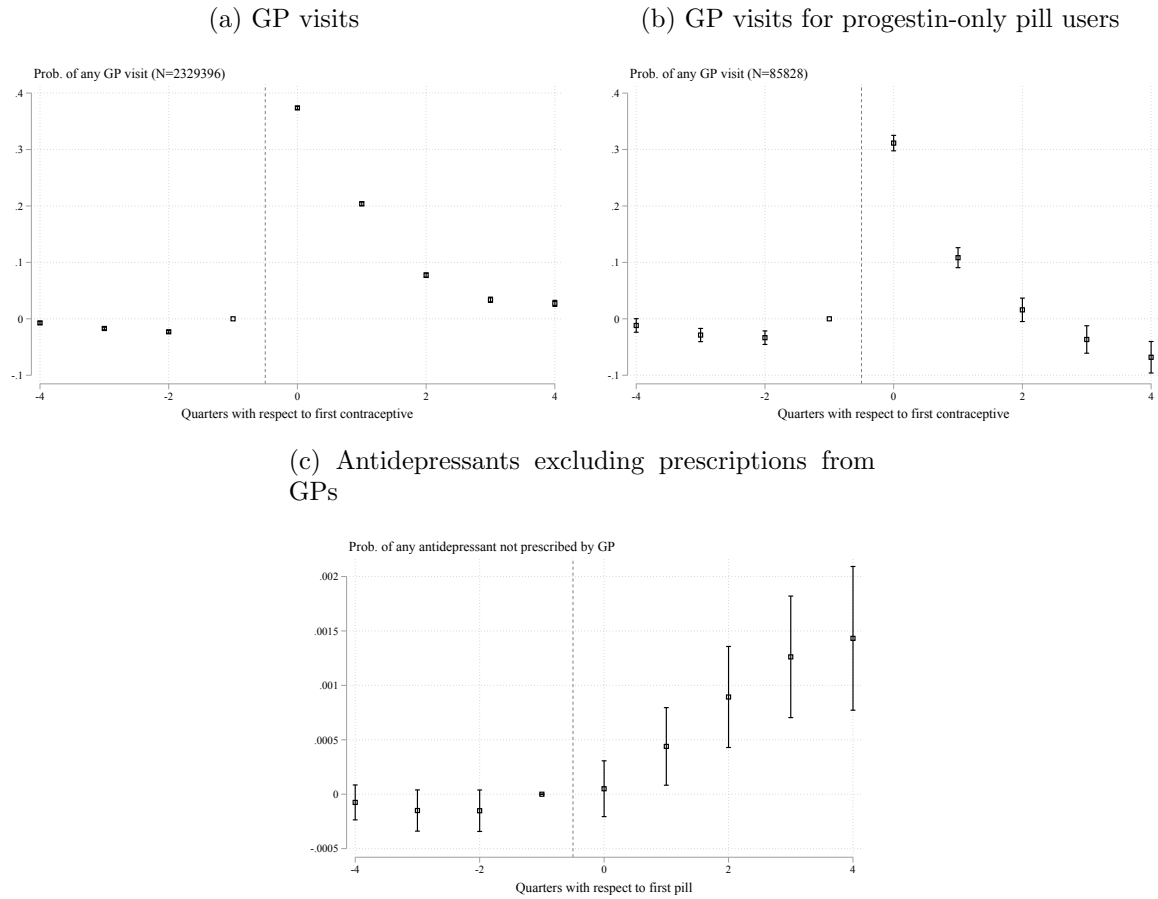 (a) GP visits
Prob. of any GP visit (N=2329396)
.4
.3
.2
.1
0
-.1
-4 -2 0 2 4
Quarters with respect to first contraceptive
(b) GP visits for progestin-only pill users
Prob. of any GP visit (N=85828)
.4
.3
.2
.1
0
-.1
-4 -2 0 2 4
Quarters with respect to first contraceptive
(c) Antidepressants excluding prescriptions from
GPs
Prob. of any antidepressant not prescribed by GP
.002
.0015
.001
.0005
0
-.0005
-4 -2 0 2 4
Quarters with respect to first pill